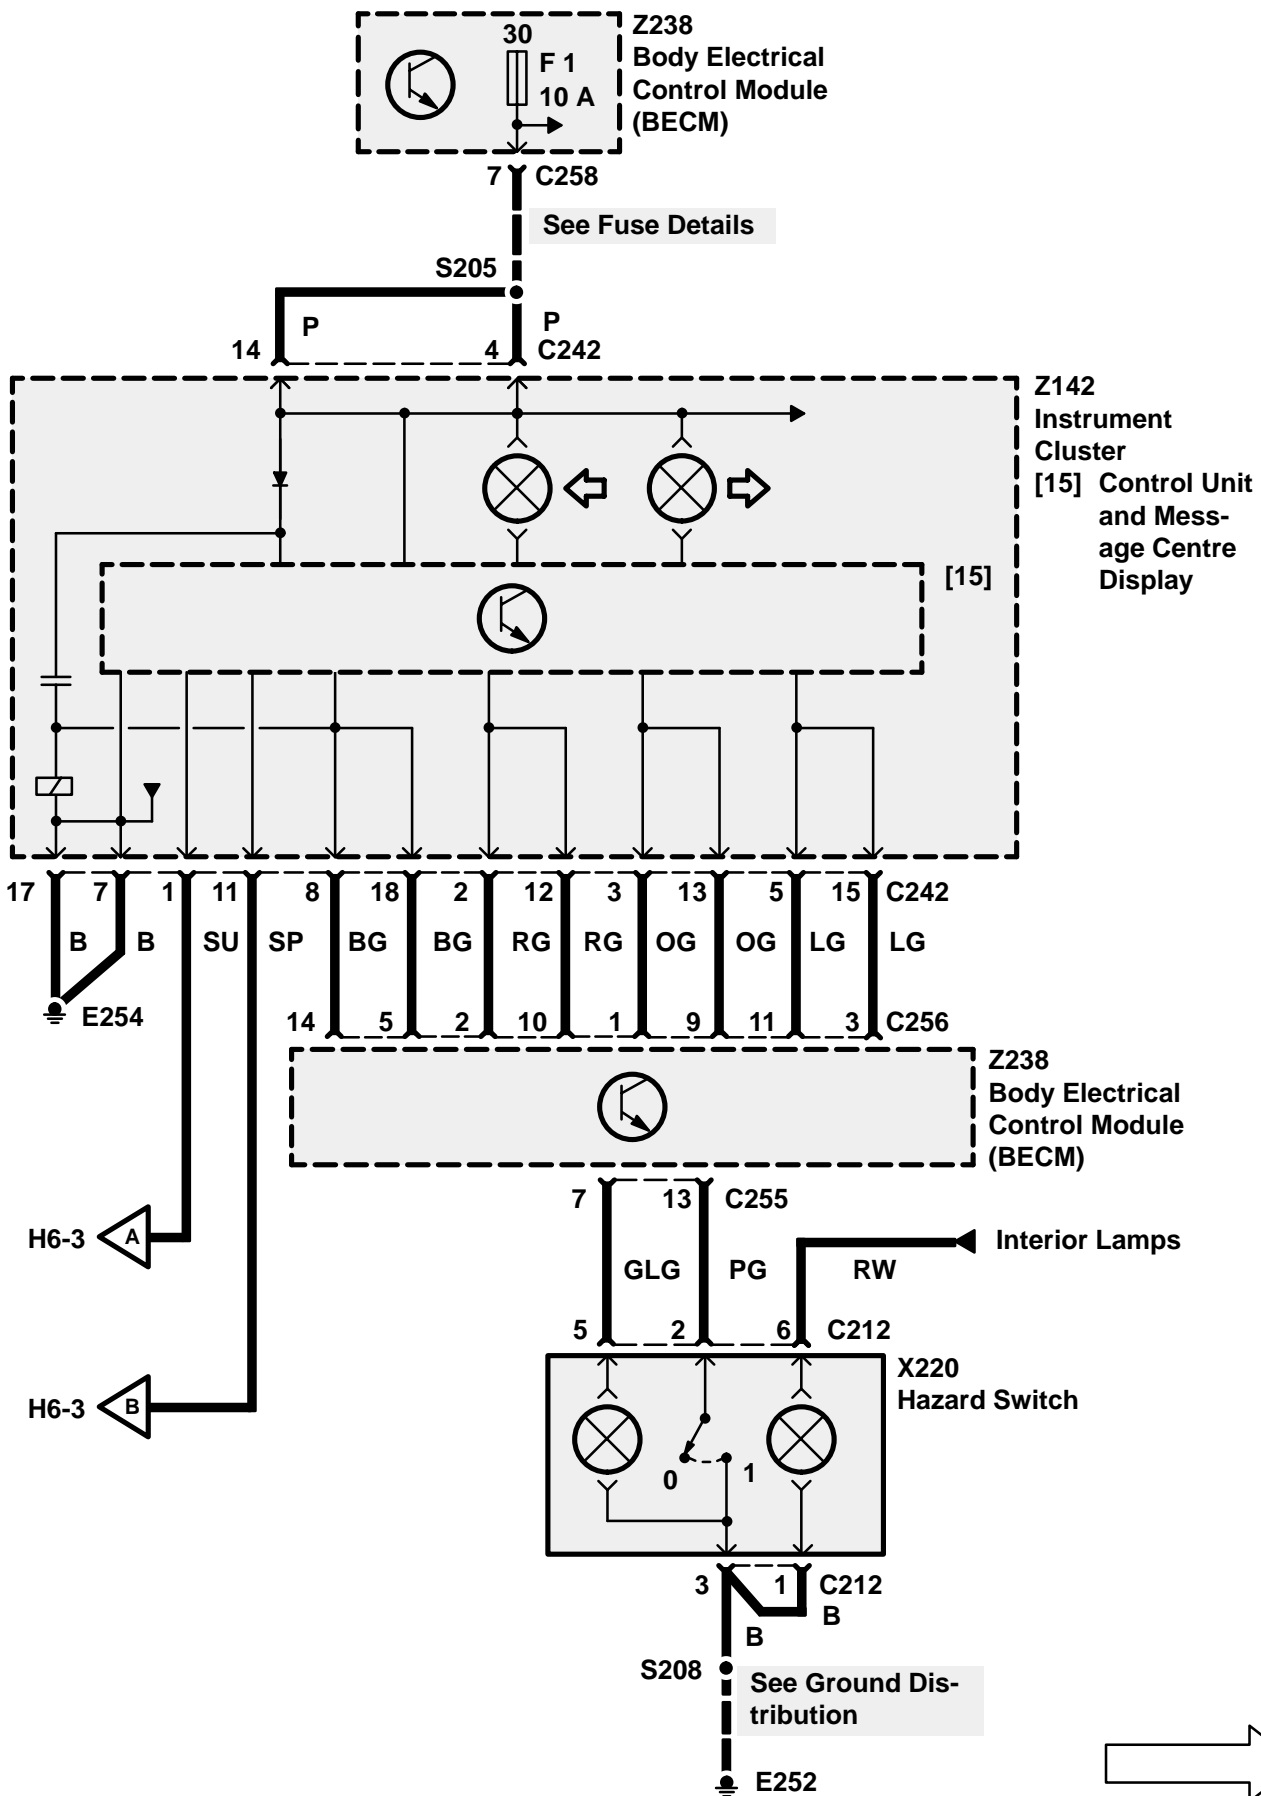 30
F 1
10 A
Z238
Body Electrical
Control Module
(BECM)
7 C258
See Fuse Details
S205
P P
14 4 C242
Z142
Instrument
Cluster
[15] Control Unit
and Mess-
age Centre
Display
[15]
17 7 1 11 8 18 2 12 3 13 5 15 C242
B B SU SP BG BG RG RG OG OG LG LG
E254
14 5 2 10 1 9 11 3 C256
Z238
Body Electrical
Control Module
(BECM)
7 13 C255
H6-3 A
Interior Lamps
GLG PG RW
5 2 6 C212
X220
Hazard Switch
H6-3 B
0 1
3 1 C212
B
B
S208
See Ground Dis-
tribution
E252